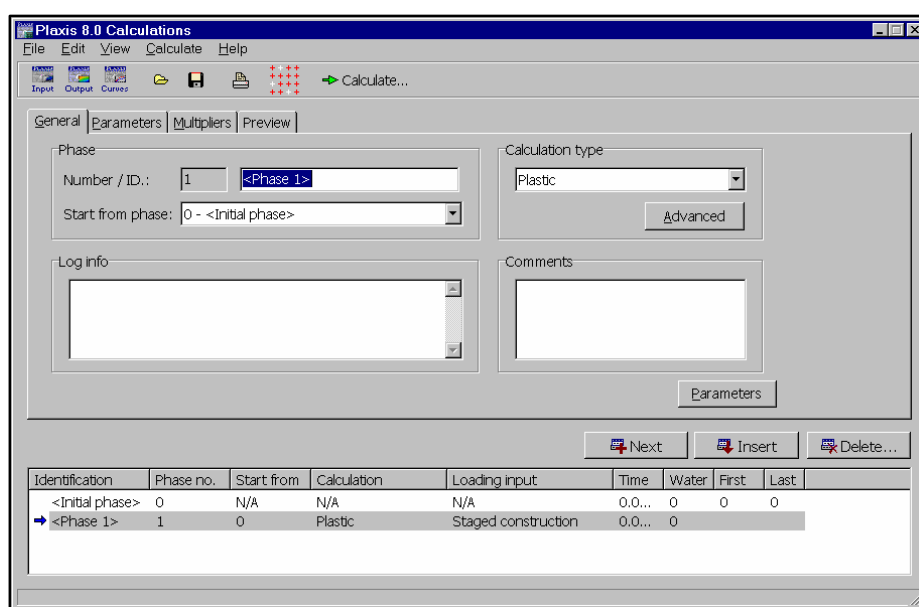 Plaxis 8.0 Calculations
File Edit View Calculate Help
Input Output Curves Calculate...
General Parameters Multipliers Preview
Phase
Number / ID.: 1 <Phase 1>
Start from phase: 0 - <Initial phase>
Calculation type
Plastic
Advanced
Log info
Comments
Parameters
Next Insert Delete...
Identification Phase no. Start from Calculation Loading input Time Water First Last
<Initial phase> 0 N/A N/A N/A 0.0... 0 0 0
<Phase 1> 1 0 Plastic Staged construction 0.0... 0